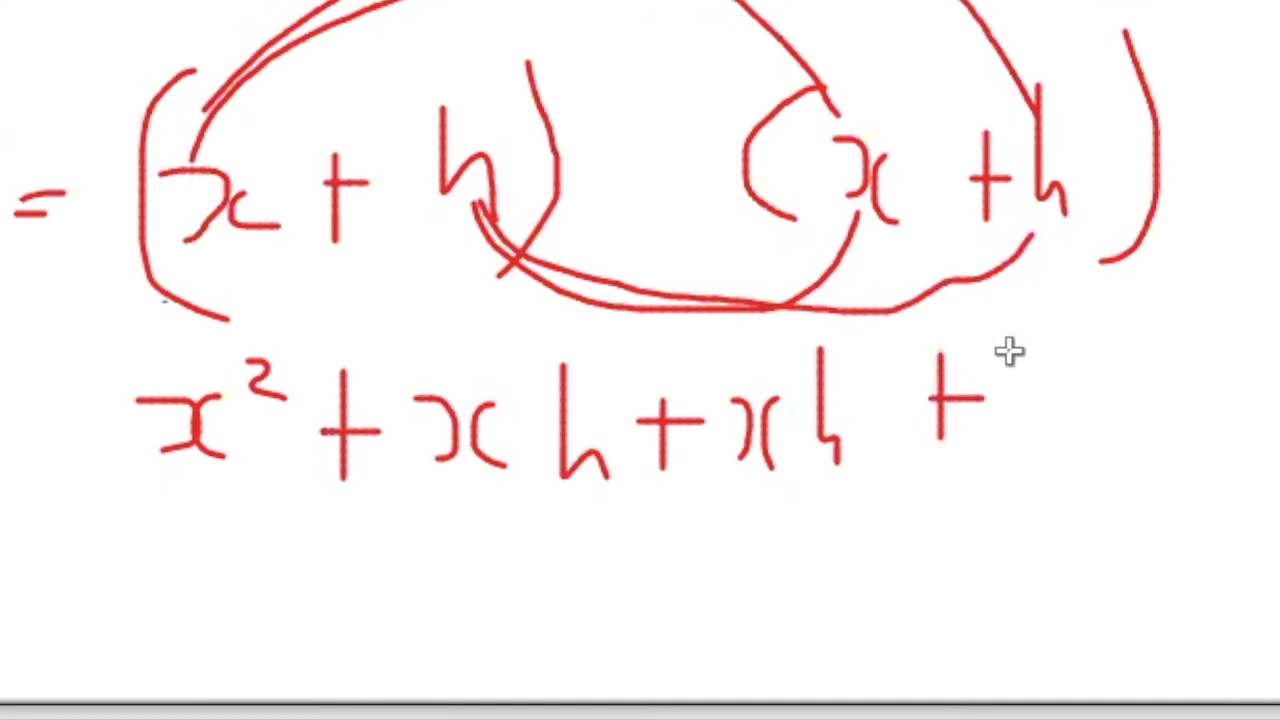 = (x + h) (x + h)
x² + xh + xh +